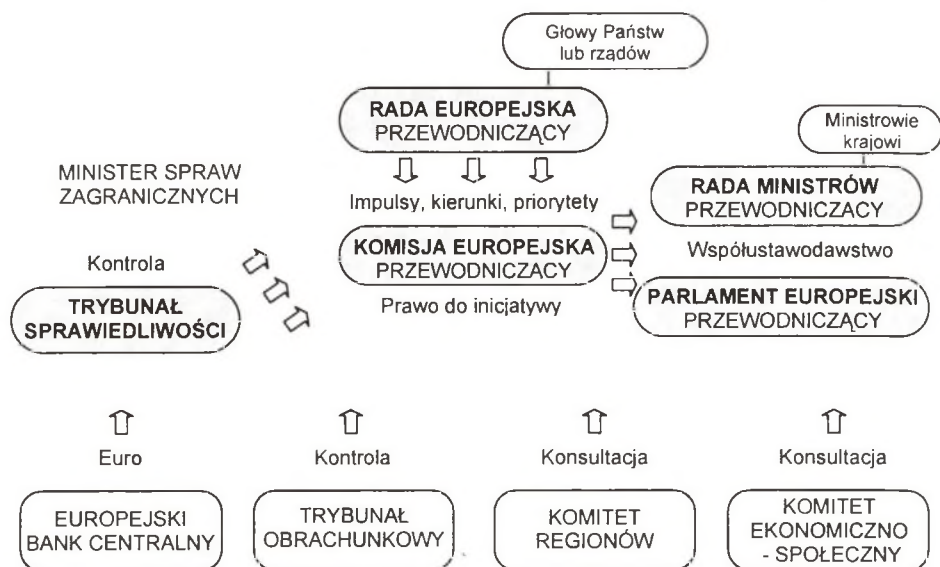 Głowy Państw
lub rządów
RADA EUROPEJSKA
PRZEWODNICZĄCY
Ministrowie
krajowi
MINISTER SPRAW
ZAGRANICZNYCH
Impulsy, kierunki, priorytety
RADA MINISTRÓW
PRZEWODNICZACY
KOMISJA EUROPEJSKA
PRZEWODNICZĄCY
Współustawodawstwo
Kontrola
Prawo do inicjatywy
PARLAMENT EUROPEJSKI
PRZEWODNICZĄCY
TRYBUNAŁ
SPRAWIEDLIWOŚCI
Euro
Kontrola
Konsultacja
Konsultacja
EUROPEJSKI
BANK CENTRALNY
TRYBUNAŁ
OBRACHUNKOWY
KOMITET
REGIONÓW
KOMITET
EKONOMICZNO
- SPOŁECZNY